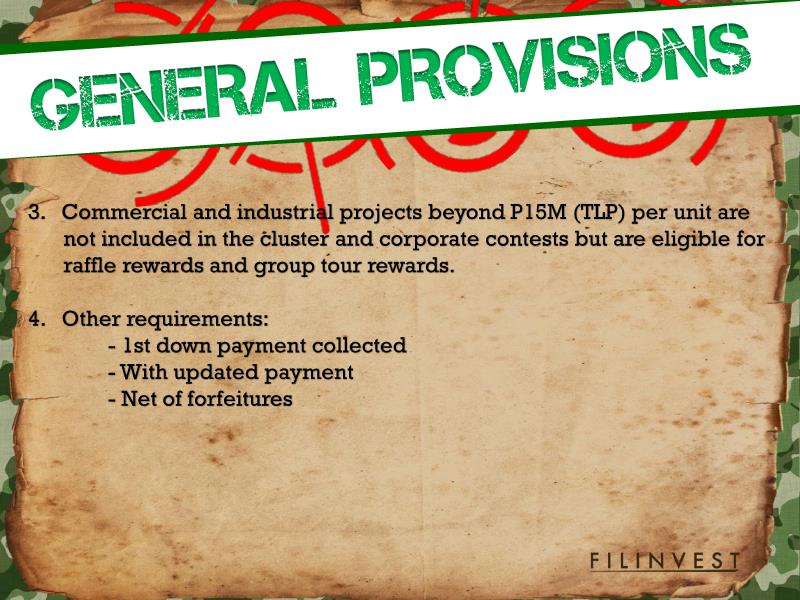 GENERAL PROVISIONS
3. Commercial and industrial projects beyond P15M (TLP) per unit are
not included in the cluster and corporate contests but are eligible for
raffle rewards and group tour rewards.
4. Other requirements:
- 1st down payment collected
- With updated payment
- Net of forfeitures
FILINVEST